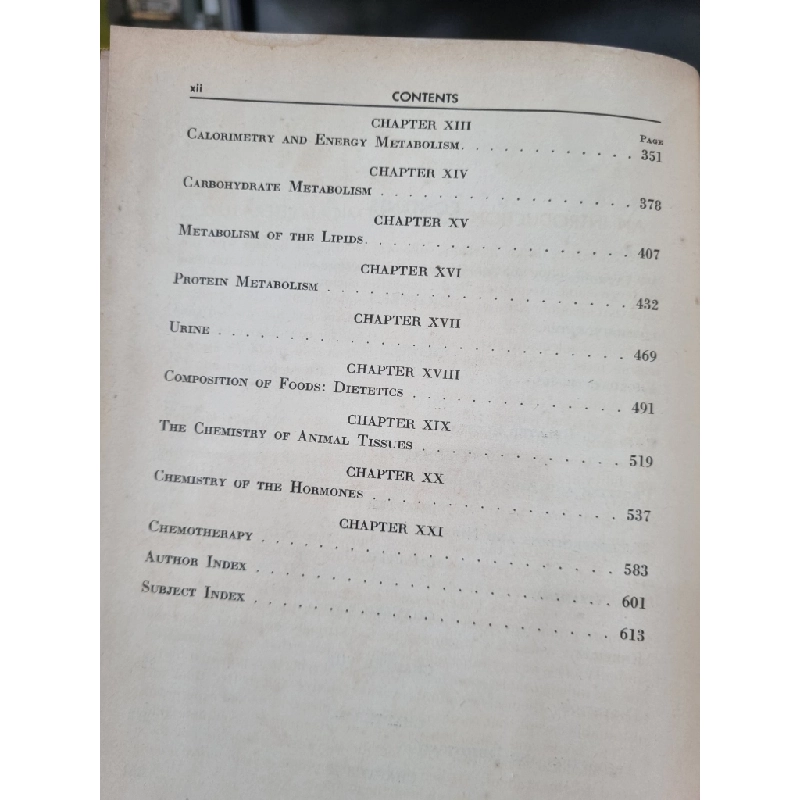 xii
CONTENTS
CHAPTER XIII
PAGE
CALORIMETRY AND ENERGY METABOLISM. . . . . . . . . . . . 351
CHAPTER XIV
CARBOHYDRATE METABOLISM . . . . . . . . . . . . . . . . . 378
CHAPTER XV
METABOLISM OF THE LIPIDS. . . . . . . . . . . . . . . . . . 407
CHAPTER XVI
PROTEIN METABOLISM . . . . . . . . . . . . . . . . . . . . 432
CHAPTER XVII
URINE . . . . . . . . . . . . . . . . . . . . . . . . 469
CHAPTER XVIII
COMPOSITION OF FOODS: DIETETICS . . . . . . . . . . . . . 491
CHAPTER XIX
THE CHEMISTRY OF ANIMAL TISSUES . . . . . . . . . . . . 519
CHAPTER XX
CHEMISTRY OF THE HORMONES . . . . . . . . . . . . . . . 537
CHAPTER XXI
CHEMOTHERAPY . . . . . . . . . . . . . . . . . . . . . 583
AUTHOR INDEX . . . . . . . . . . . . . . . . . . . . . 601
SUBJECT INDEX . . . . . . . . . . . . . . . . . . . . . 613